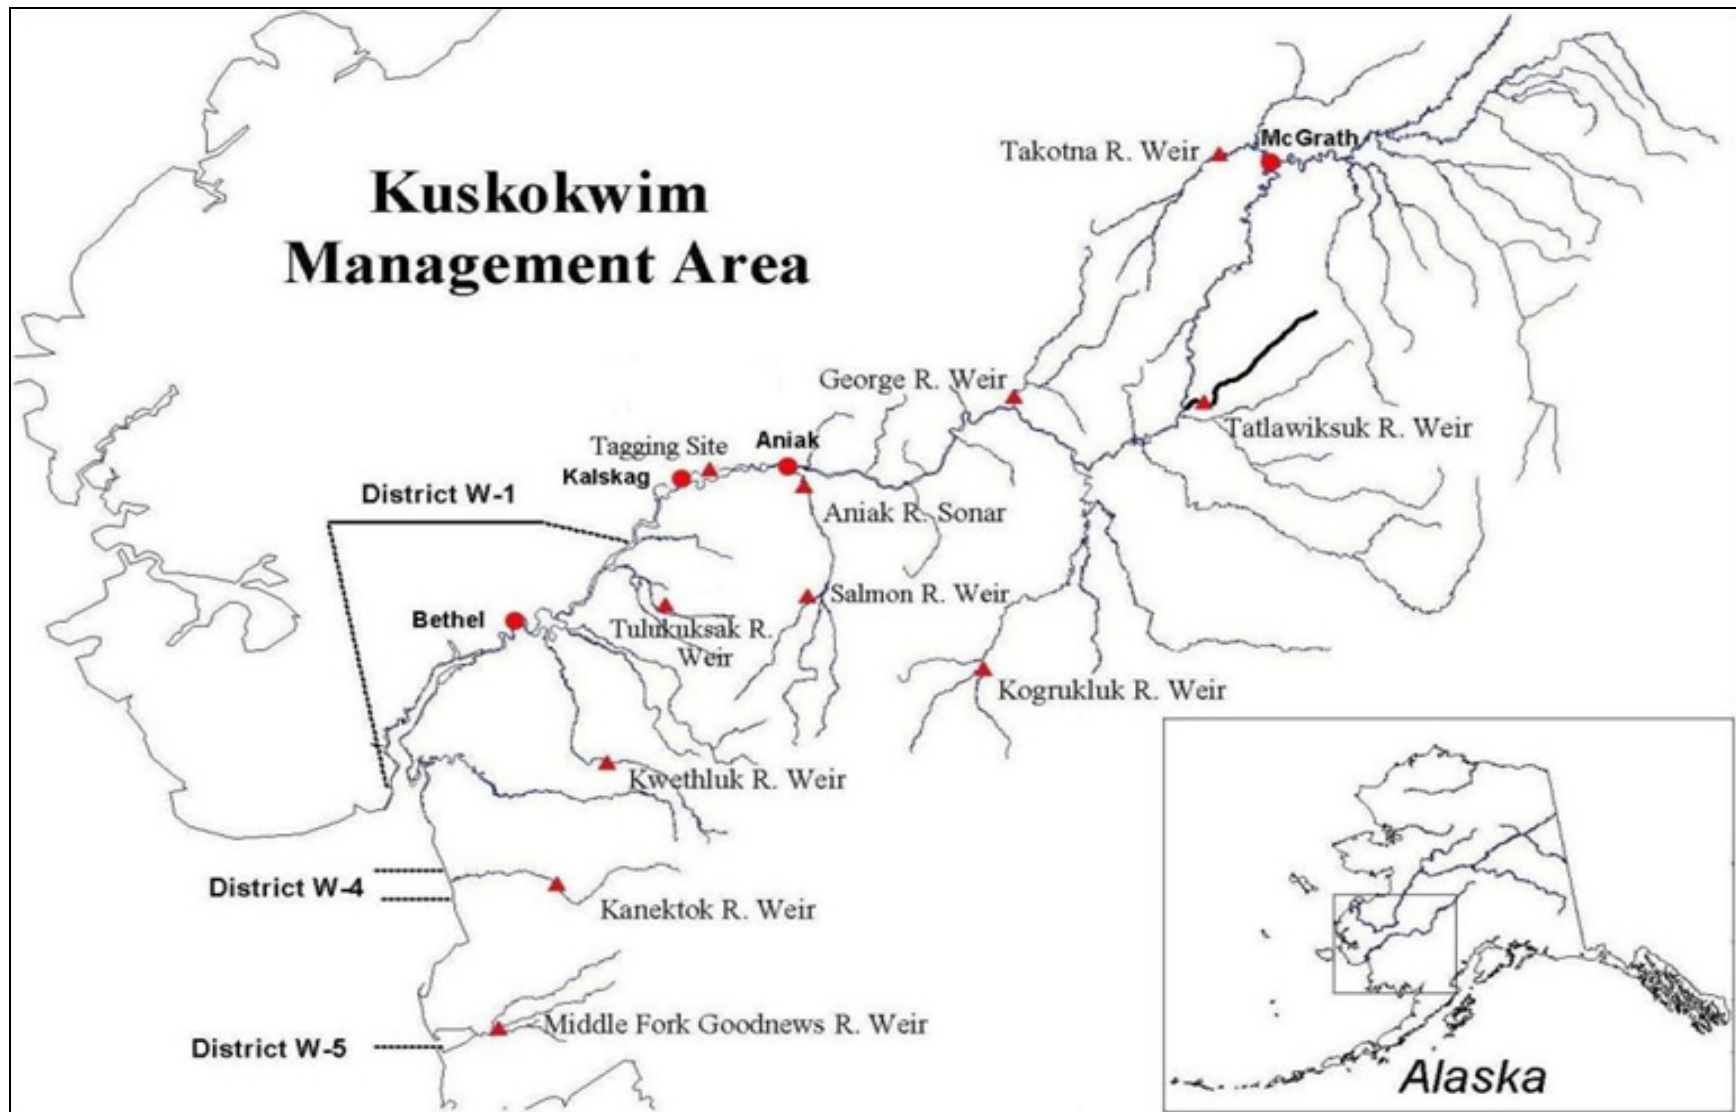 Kuskokwim
Management Area
McGrath
Takotna R. Weir
George R. Weir
Tatlawiksuk R. Weir
Tagging Site
Aniak
Kalskag
District W-1
Aniak R. Sonar
Salmon R. Weir
Bethel
Tulukuksak R.
Weir
Kogrukluk R. Weir
Kwethluk R. Weir
District W-4
Kanektok R. Weir
Middle Fork Goodnews R. Weir
District W-5
Alaska